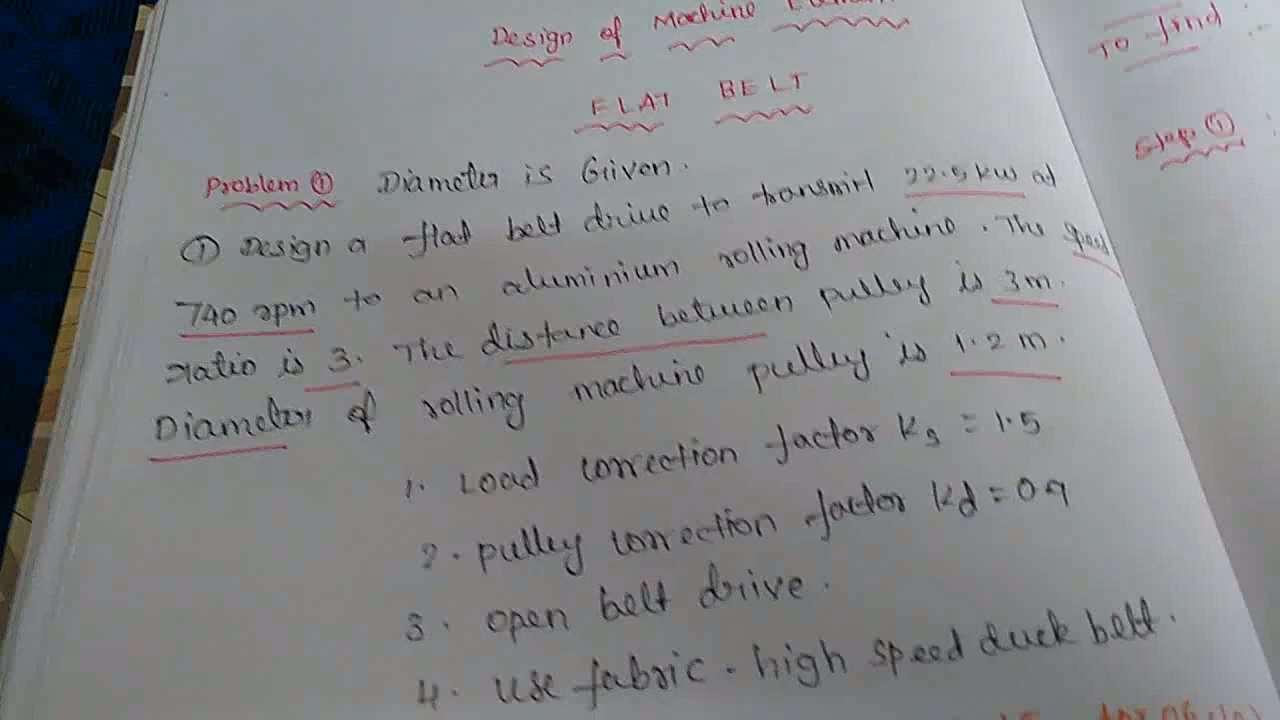 Design of Machine
FLAT BELT
Problem ① Diameter is Given.
① Design a flat belt drive to transmit 22.5 kw at
740 rpm to an aluminium rolling machine. The speed
ratio is 3. The distance between pulley is 3m.
Diameter of rolling machine pulley is 1.2 m.
1. Load correction factor Ks = 1.5
2. pulley correction factor Kd = 0.9
3. open belt drive.
4. Use fabric. high speed duck belt.
To find :-
Step ① :